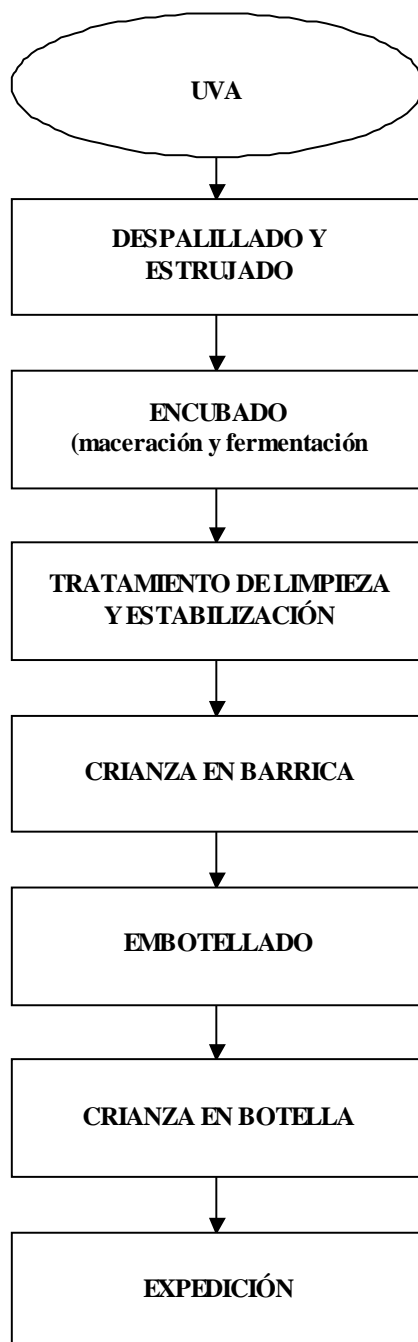 UVA
DESPALILLADO Y
ESTRUJADO
ENCUBADO
(maceración y fermentación
TRATAMIENTO DE LIMPIEZA
Y ESTABILIZACIÓN
CRIANZA EN BARRICA
EMBOTELLADO
CRIANZA EN BOTELLA
EXPEDICIÓN